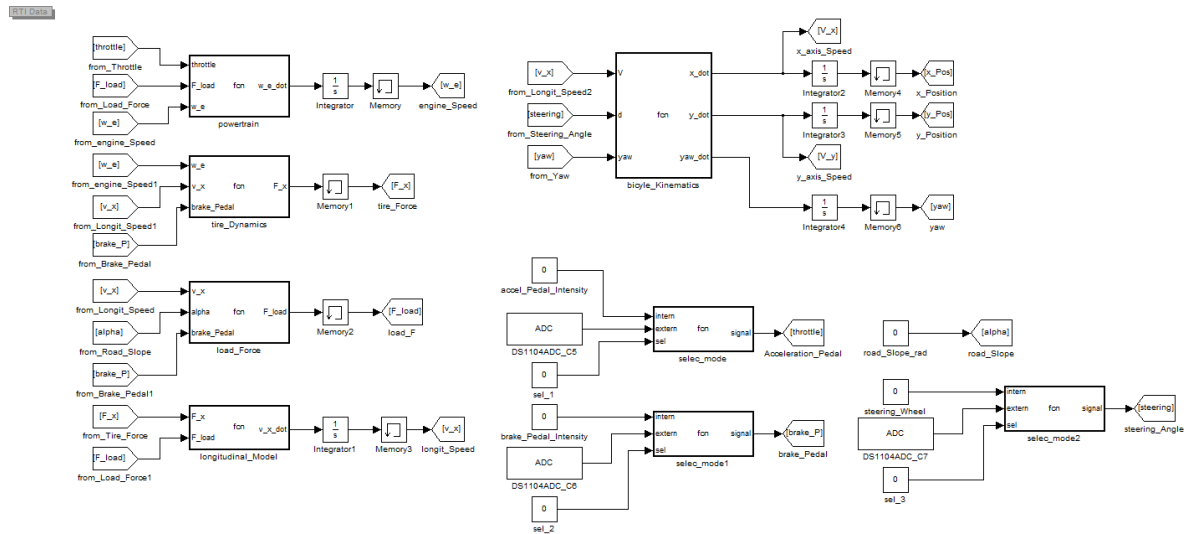 RTI Data
[throttle]
from_Throttle
[F_load]
from_Load_Force
[w_e]
from_engine_Speed
throttle
F_load
w_e
fcn
w_e_dot
powertrain
1
s
Integrator
Memory
[w_e]
engine_Speed
[w_e]
from_engine_Speed1
[v_x]
from_Longit_Speed1
[brake_P]
from_Brake_Pedal
w_e
v_x
brake_Pedal
fcn
F_x
tire_Dynamics
Memory1
[F_x]
tire_Force
[v_x]
from_Longit_Speed
[alpha]
from_Road_Slope
[brake_P]
from_Brake_Pedal1
v_x
alpha
brake_Pedal
fcn
F_load
load_Force
Memory2
[F_load]
load_F
[F_x]
from_Tire_Force
[F_load]
from_Load_Force1
F_x
F_load
fcn
v_x_dot
longitudinal_Model
1
s
Integrator1
Memory3
[v_x]
longit_Speed
[v_x]
from_Longit_Speed2
[steering]
from_Steering_Angle
[yaw]
from_Yaw
V
d
yaw
fcn
x_dot
y_dot
yaw_dot
bicyle_Kinematics
[V_x]
x_axis_Speed
1
s
Integrator2
Memory4
[x_Pos]
x_Position
1
s
Integrator3
Memory5
[y_Pos]
y_Position
[V_y]
y_axis_Speed
1
s
Integrator4
Memory6
[yaw]
yaw
0
accel_Pedal_Intensity
ADC
DS1104ADC_C5
0
sel_1
intern
extern
sel
fcn
signal
selec_mode
[throttle]
Acceleration_Pedal
0
brake_Pedal_Intensity
ADC
DS1104ADC_C6
0
sel_2
intern
extern
sel
fcn
signal
selec_mode1
[brake_P]
brake_Pedal
0
road_Slope_rad
[alpha]
road_Slope
0
steering_Wheel
ADC
DS1104ADC_C7
0
sel_3
intern
extern
sel
fcn
signal
selec_mode2
[steering]
steering_Angle